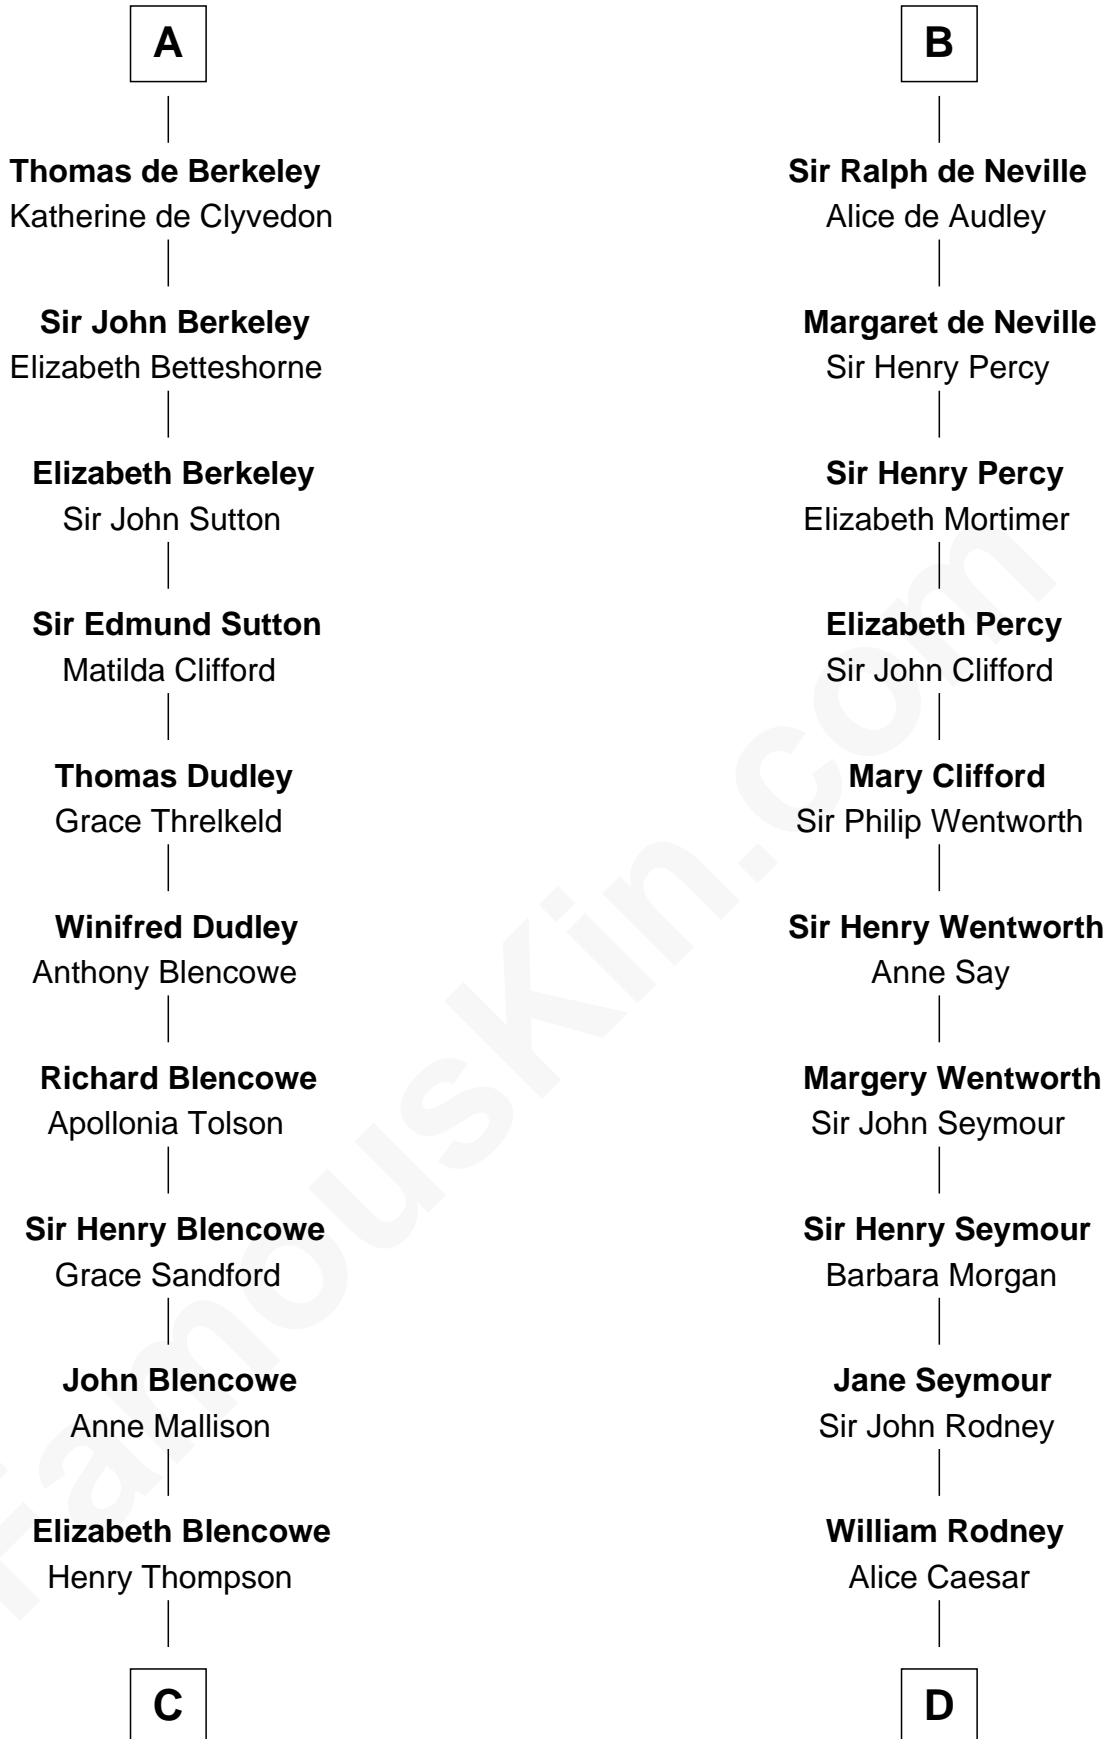 A
Thomas de Berkeley
Katherine de Clyvedon
Sir John Berkeley
Elizabeth Betteshorne
Elizabeth Berkeley
Sir John Sutton
Sir Edmund Sutton
Matilda Clifford
Thomas Dudley
Grace Threlkeld
Winifred Dudley
Anthony Blencowe
Richard Blencowe
Apollonia Tolson
Sir Henry Blencowe
Grace Sandford
John Blencowe
Anne Mallison
Elizabeth Blencowe
Henry Thompson
C
B
Sir Ralph de Neville
Alice de Audley
Margaret de Neville
Sir Henry Percy
Sir Henry Percy
Elizabeth Mortimer
Elizabeth Percy
Sir John Clifford
Mary Clifford
Sir Philip Wentworth
Sir Henry Wentworth
Anne Say
Margery Wentworth
Sir John Seymour
Sir Henry Seymour
Barbara Morgan
Jane Seymour
Sir John Rodney
William Rodney
Alice Caesar
D
FamousKin.com